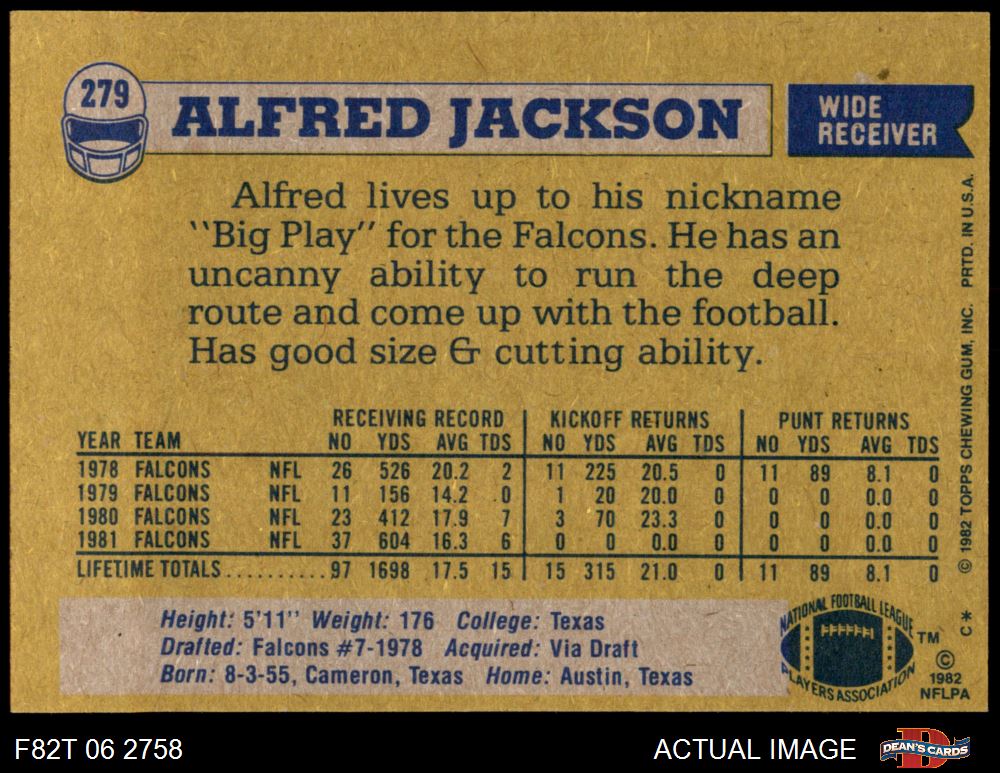 279
ALFRED JACKSON
WIDE
RECEIVER
Alfred lives up to his nickname
"Big Play" for the Falcons. He has an
uncanny ability to run the deep
route and come up with the football.
Has good size & cutting ability.
RECEIVING RECORD KICKOFF RETURNS PUNT RETURNS
YEAR TEAM NO YDS AVG TDS NO YDS AVG TDS NO YDS AVG TDS
1978 FALCONS NFL 26 526 20.2 2 11 225 20.5 0 11 89 8.1 0
1979 FALCONS NFL 11 156 14.2 0 1 20 20.0 0 0 0 0.0 0
1980 FALCONS NFL 23 412 17.9 7 3 70 23.3 0 0 0 0.0 0
1981 FALCONS NFL 37 604 16.3 6 0 0 0.0 0 0 0 0.0 0
LIFETIME TOTALS.......... 97 1698 17.5 15 15 315 21.0 0 11 89 8.1 0
Height: 5'11" Weight: 176 College: Texas
Drafted: Falcons #7-1978 Acquired: Via Draft
Born: 8-3-55, Cameron, Texas Home: Austin, Texas
NATIONAL FOOTBALL LEAGUE
PLAYERS ASSOCIATION
TM
©
1982
NFLPA
C*
© 1982 TOPPS CHEWING GUM, INC. PRTD. IN U.S.A.
F82T 06 2758
ACTUAL IMAGE
D
DEAN'S CARDS